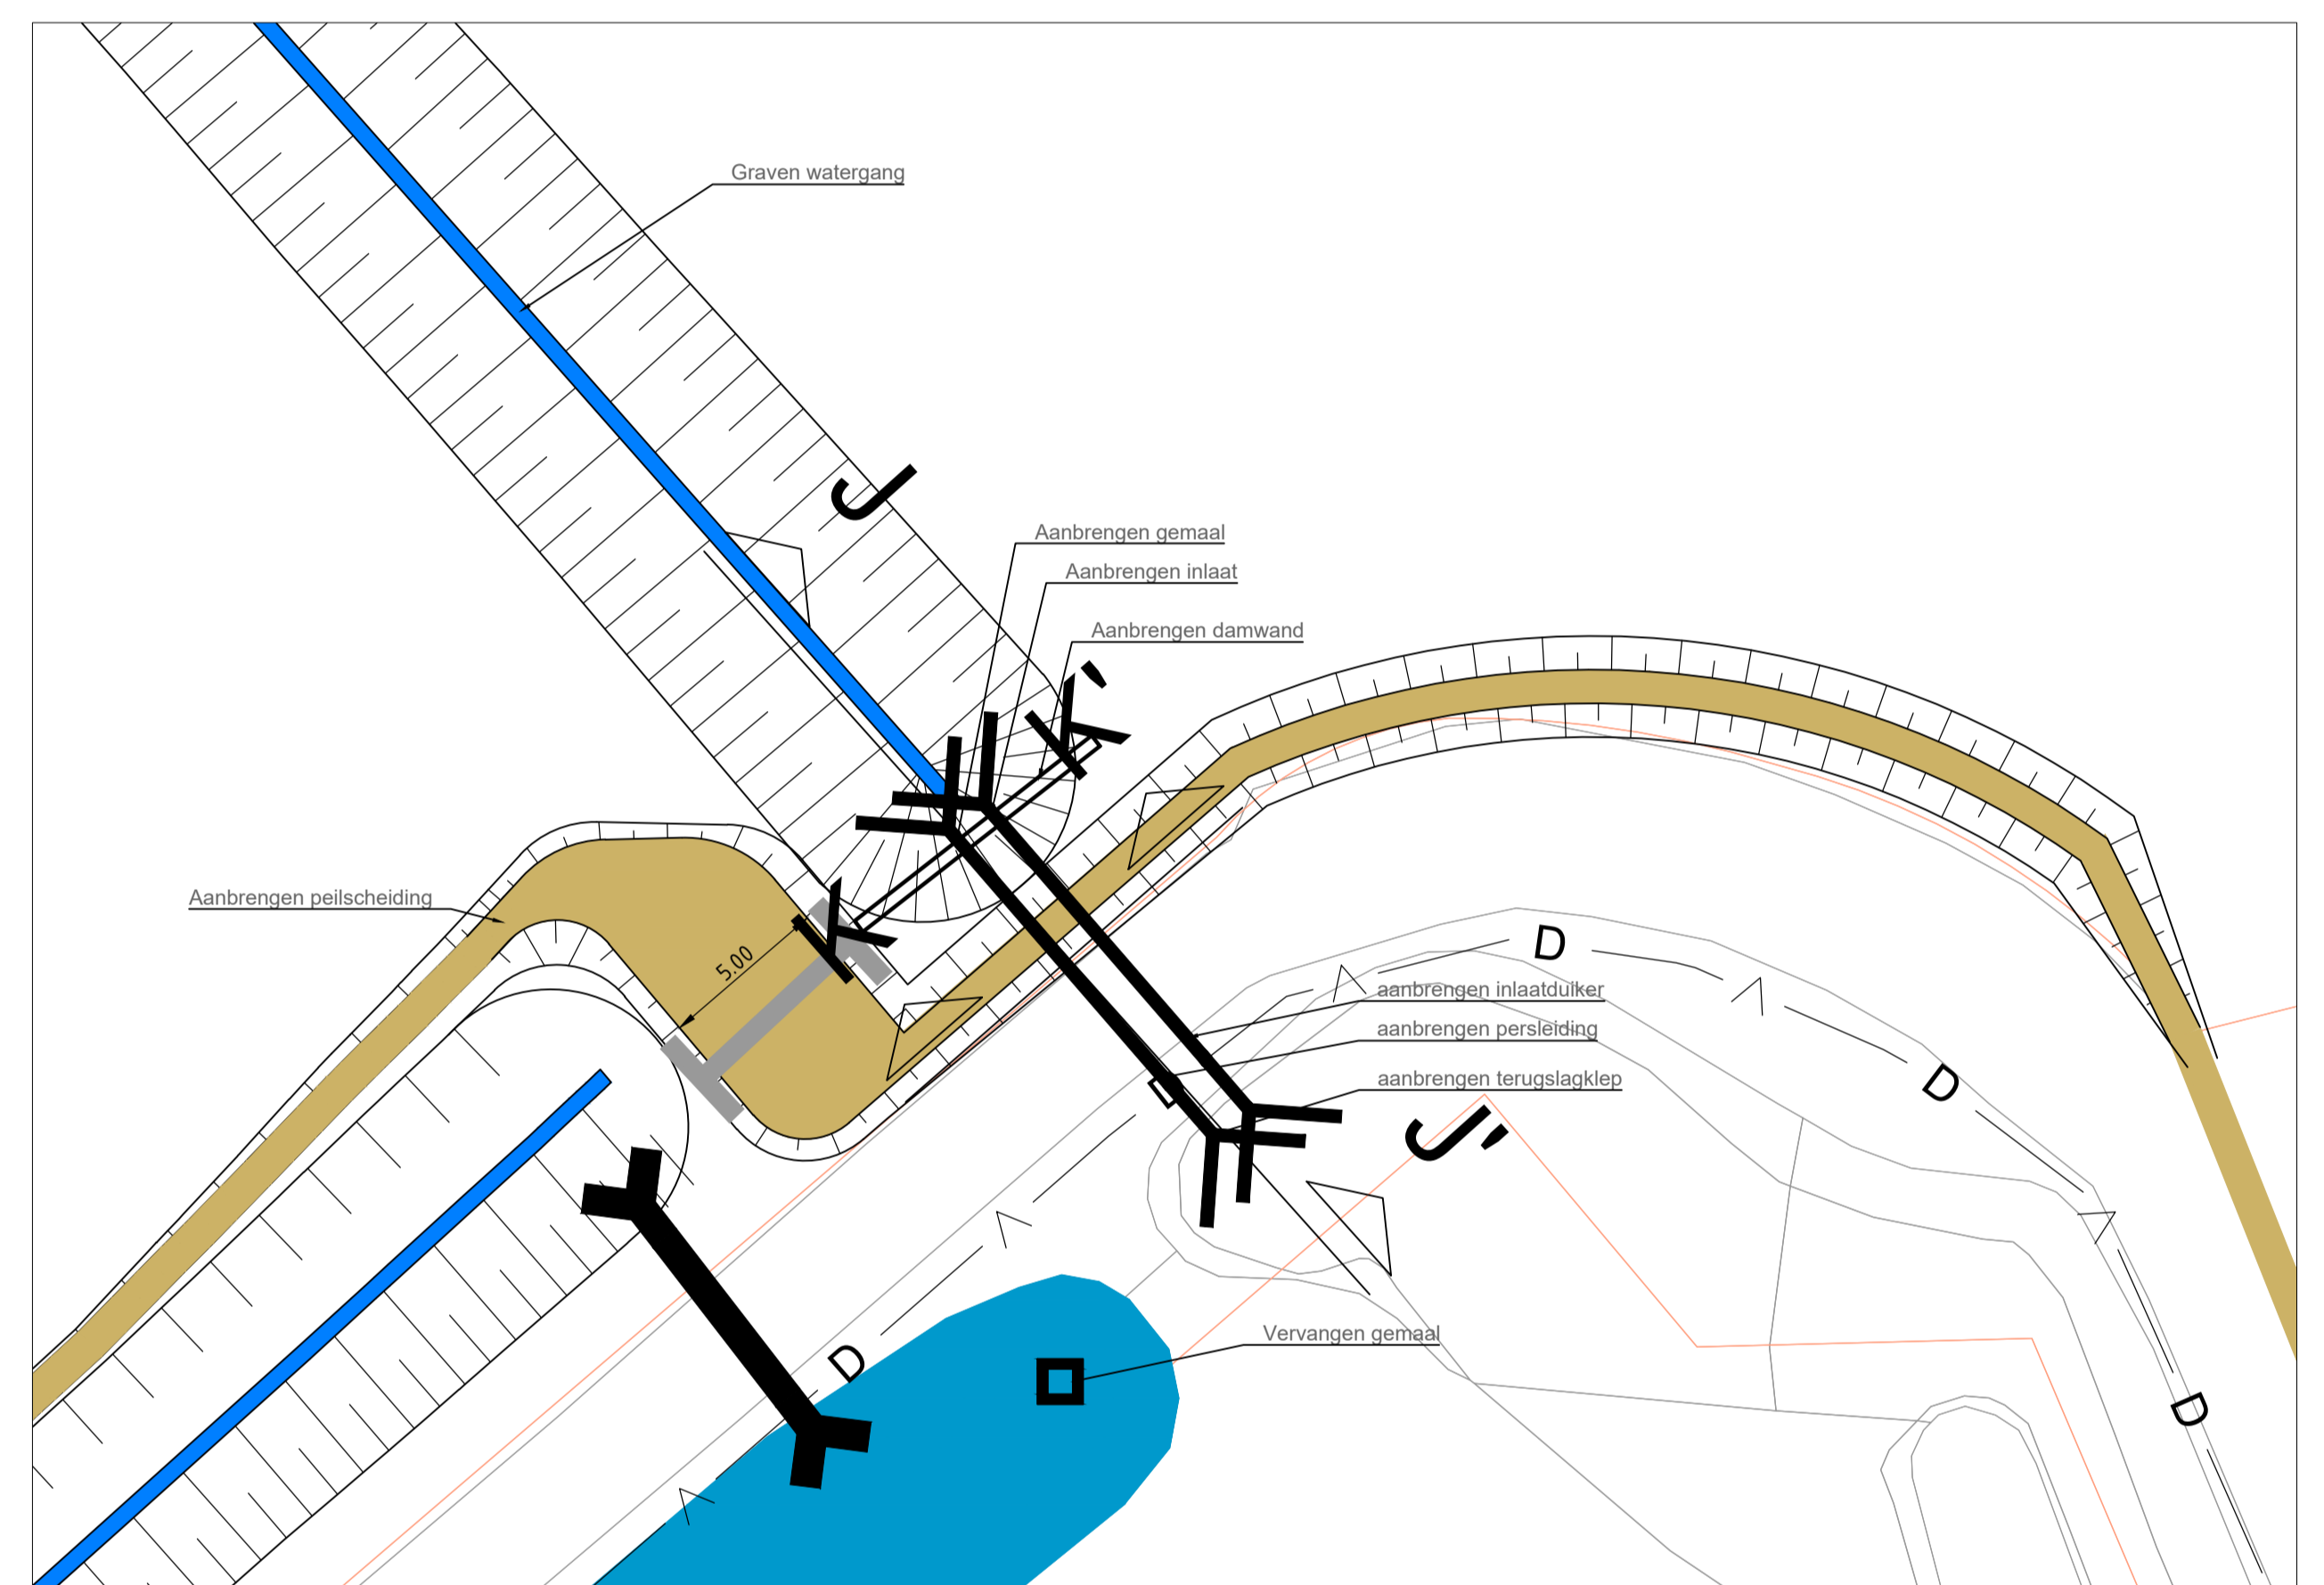 Graven watergang
J
Aanbrengen gemaal
Aanbrengen inlaat
Aanbrengen damwand
K'
Aanbrengen peilscheiding
K
5.00
D
aanbrengen inlaatduiker
aanbrengen persleiding
aanbrengen terugslagklep
D
J'
Vervangen gemaal
D
D